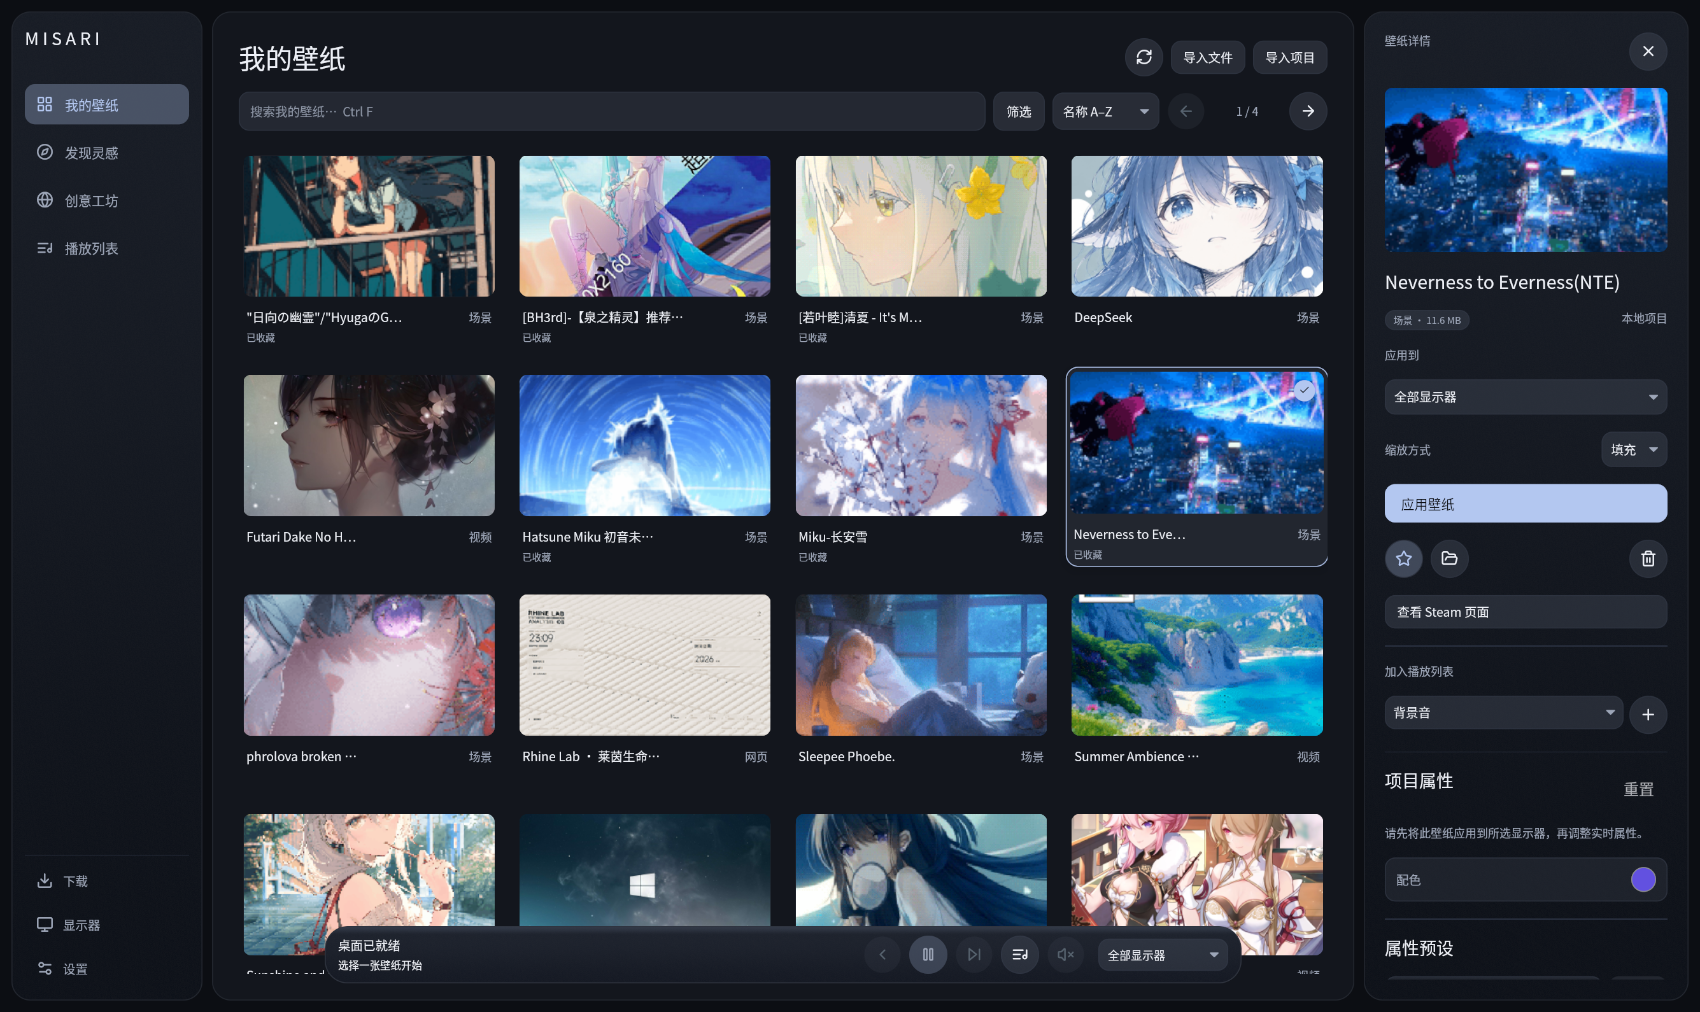 MISARI
我的壁纸
发现灵感
创意工坊
播放列表
下载
显示器
设置
我的壁纸
导入文件
导入项目
搜索我的壁纸… Ctrl F
筛选
名称 A–Z
1 / 4
0X2160
"日向の幽霊"/"HyugaのG…
场景
已收藏
[BH3rd]-【泉之精灵】推荐…
场景
已收藏
[若叶睦]清夏 - It's M…
场景
已收藏
DeepSeek
场景
Futari Dake No H…
视频
Hatsune Miku 初音未…
场景
已收藏
Miku-长安雪
场景
Neverness to Eve…
场景
已收藏
RHINE LAB
23:09
2026
phrolova broken …
场景
Rhine Lab · 莱茵生命…
网页
Sleepee Phoebe.
场景
Summer Ambience …
视频
桌面已就绪
选择一张壁纸开始
全部显示器
壁纸详情
Neverness to Everness(NTE)
场景 · 11.6 MB
本地项目
应用到
全部显示器
缩放方式
填充
应用壁纸
查看 Steam 页面
加入播放列表
背景音
项目属性
重置
请先将此壁纸应用到所选显示器，再调整实时属性。
配色
属性预设